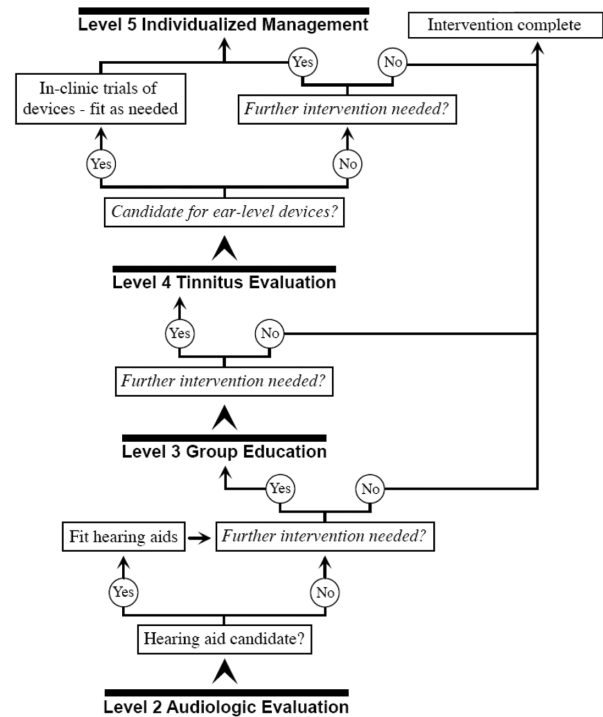 Level 5 Individualized Management
Intervention complete
Yes
No
In-clinic trials of
devices - fit as needed
Further intervention needed?
Yes
No
Candidate for ear-level devices?
Level 4 Tinnitus Evaluation
Yes
No
Further intervention needed?
Level 3 Group Education
Yes
No
Fit hearing aids
Further intervention needed?
Yes
No
Hearing aid candidate?
Level 2 Audiologic Evaluation